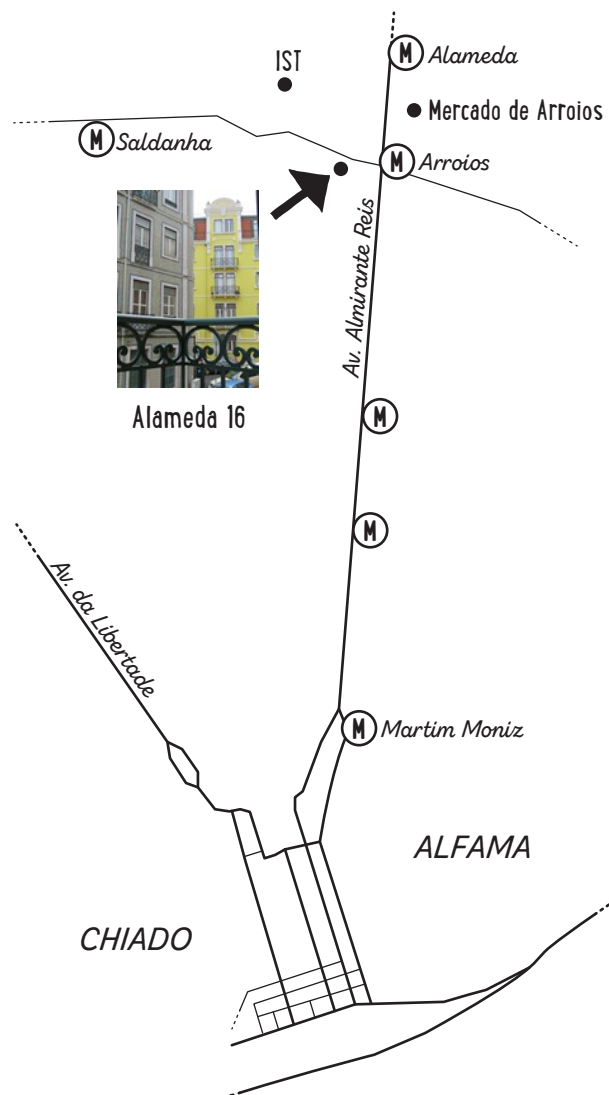 IST
M Alameda
Mercado de Arroios
M Saldanha
M Arroios
Av. Almirante Reis
Alameda 16
M
M
Av. da Libertade
M Martim Moniz
ALFAMA
CHIADO